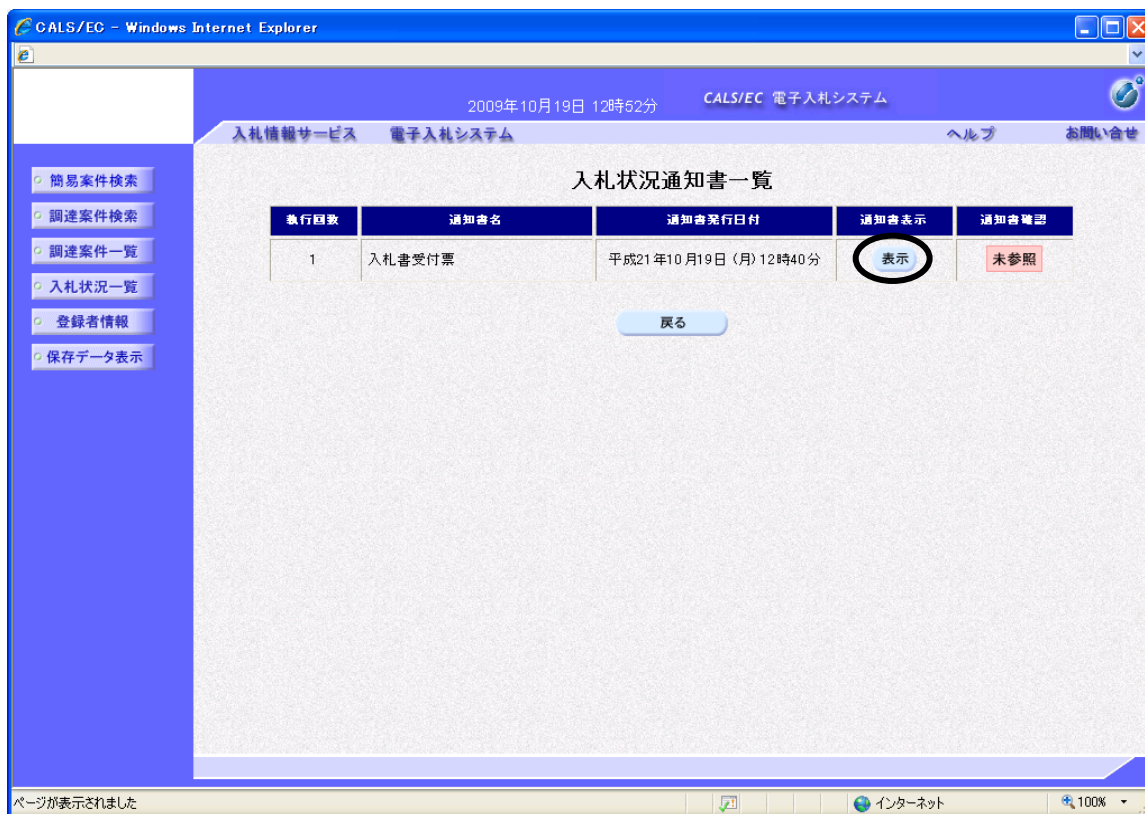 CALS/EC - Windows Internet Explorer
2009年10月19日 12時52分
CALS/EC 電子入札システム
入札情報サービス 電子入札システム ヘルプ お問い合せ
簡易案件検索
調達案件検索
調達案件一覧
入札状況一覧
登録者情報
保存データ表示
入札状況通知書一覧
執行回数 通知書名 通知書発行日付 通知書表示 通知書確認
1 入札書受付票 平成21年10月19日 (月) 12時40分 表示 未参照
戻る
ページが表示されました インターネット 100%